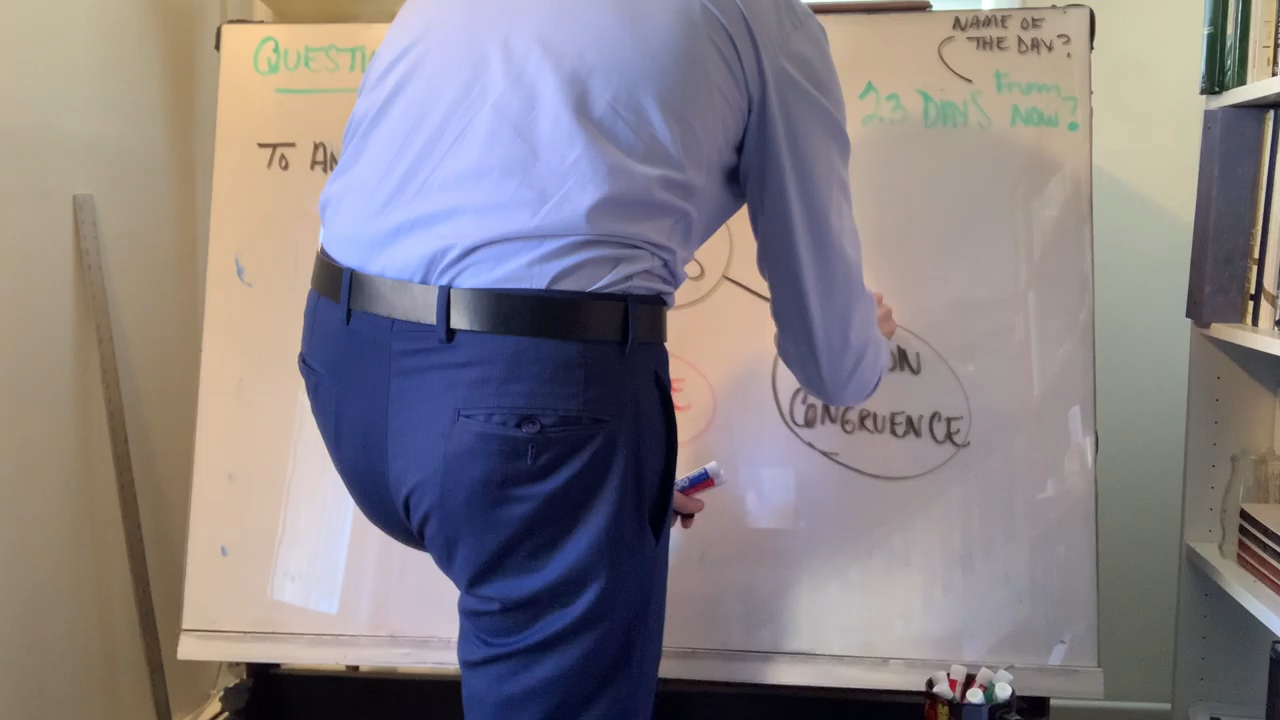 QUESTI
TO AN
NAME OF
THE DAY?
23 DAYS From
NOW?
E
ON
CONGRUENCE